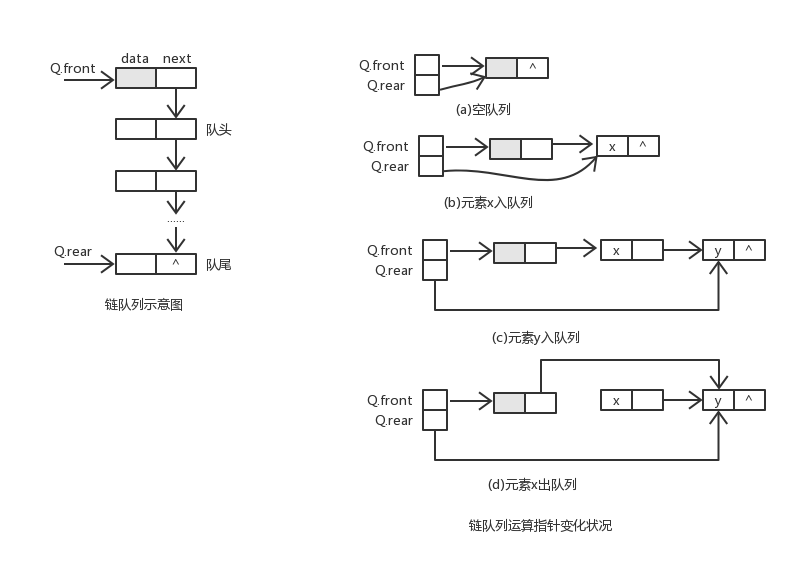 data next
Q.front
队头
......
Q.rear
^
队尾
链队列示意图
Q.front
^
Q.rear
(a)空队列
Q.front
x ^
Q.rear
(b)元素x入队列
Q.front
x y ^
Q.rear
(c)元素y入队列
Q.front
x y ^
Q.rear
(d)元素x出队列
链队列运算指针变化状况